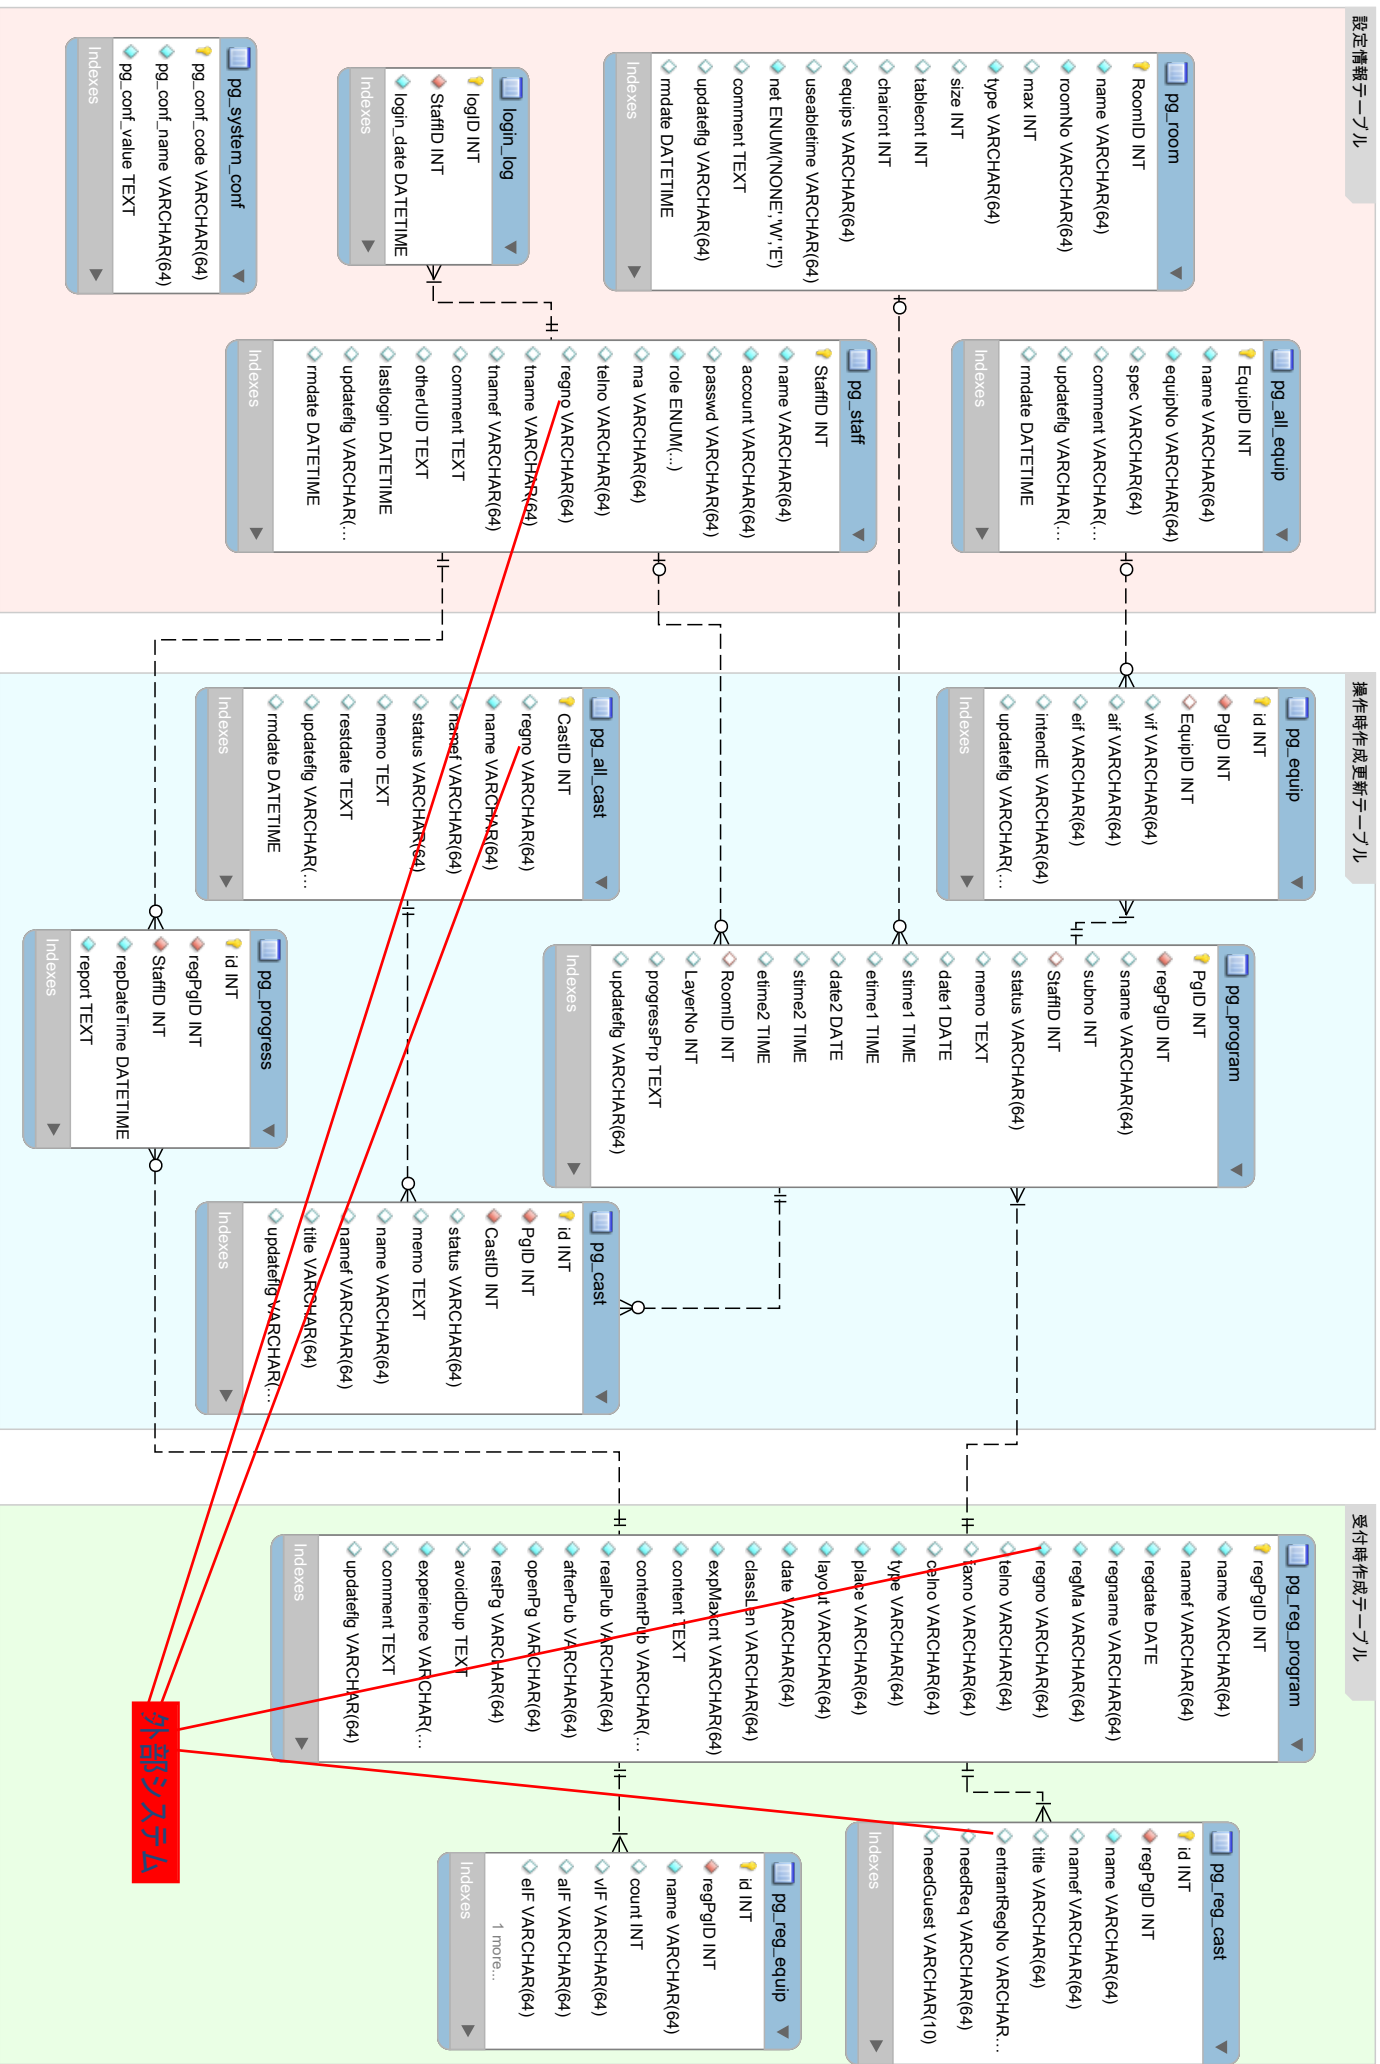 設定情報テーブル
pg_room
RoomID INT
name VARCHAR(64)
roomNo VARCHAR(64)
max INT
type VARCHAR(64)
size INT
tablecnt INT
chaircnt INT
equips VARCHAR(64)
useabletime VARCHAR(64)
net ENUM('NONE','W','E')
comment TEXT
updateflg VARCHAR(64)
rmdate DATETIME
Indexes
login_log
logID INT
StaffID INT
login_date DATETIME
Indexes
pg_system_conf
pg_conf_code VARCHAR(64)
pg_conf_name VARCHAR(64)
pg_conf_value TEXT
Indexes
pg_all_equip
EquipID INT
name VARCHAR(64)
equipNo VARCHAR(64)
spec VARCHAR(64)
comment VARCHAR(...
updateflg VARCHAR(...
rmdate DATETIME
Indexes
pg_staff
StaffID INT
name VARCHAR(64)
account VARCHAR(64)
passwd VARCHAR(64)
role ENUM(...)
ma VARCHAR(64)
telno VARCHAR(64)
regno VARCHAR(64)
tname VARCHAR(64)
tnamef VARCHAR(64)
comment TEXT
otherUID TEXT
lastlogin DATETIME
updateflg VARCHAR(...
rmdate DATETIME
Indexes
操作時作成更新テーブル
pg_equip
id INT
PgID INT
EquipID INT
vif VARCHAR(64)
aif VARCHAR(64)
eif VARCHAR(64)
intendE VARCHAR(64)
updateflg VARCHAR(...
Indexes
pg_all_cast
CastID INT
regno VARCHAR(64)
name VARCHAR(64)
namef VARCHAR(64)
status VARCHAR(64)
memo TEXT
restdate TEXT
updateflg VARCHAR(...
rmdate DATETIME
Indexes
pg_program
PgID INT
regPgID INT
sname VARCHAR(64)
subno INT
StaffID INT
status VARCHAR(64)
memo TEXT
date1 DATE
stime1 TIME
etime1 TIME
date2 DATE
stime2 TIME
etime2 TIME
RoomID INT
LayerNo INT
progressPrp TEXT
updateflg VARCHAR(64)
Indexes
pg_progress
id INT
regPgID INT
StaffID INT
repDateTime DATETIME
report TEXT
Indexes
pg_cast
id INT
PgID INT
CastID INT
status VARCHAR(64)
memo TEXT
name VARCHAR(64)
namef VARCHAR(64)
title VARCHAR(64)
updateflg VARCHAR(...
Indexes
受付時作成テーブル
pg_reg_program
regPgID INT
name VARCHAR(64)
namef VARCHAR(64)
regdate DATE
regname VARCHAR(64)
regMa VARCHAR(64)
regno VARCHAR(64)
telno VARCHAR(64)
faxno VARCHAR(64)
celno VARCHAR(64)
type VARCHAR(64)
place VARCHAR(64)
layout VARCHAR(64)
date VARCHAR(64)
classLen VARCHAR(64)
expMaxcnt VARCHAR(64)
content TEXT
contentPub VARCHAR(...
realPub VARCHAR(64)
afterPub VARCHAR(64)
openPg VARCHAR(64)
restPg VARCHAR(64)
avoidDup TEXT
experience VARCHAR(...
comment TEXT
updateflg VARCHAR(64)
Indexes
外部システム
pg_reg_cast
id INT
regPgID INT
name VARCHAR(64)
namef VARCHAR(64)
title VARCHAR(64)
entrantRegNo VARCHAR...
needReq VARCHAR(64)
needGuest VARCHAR(10)
Indexes
pg_reg_equip
id INT
regPgID INT
name VARCHAR(64)
count INT
vIF VARCHAR(64)
aIF VARCHAR(64)
eIF VARCHAR(64)
1 more...
Indexes